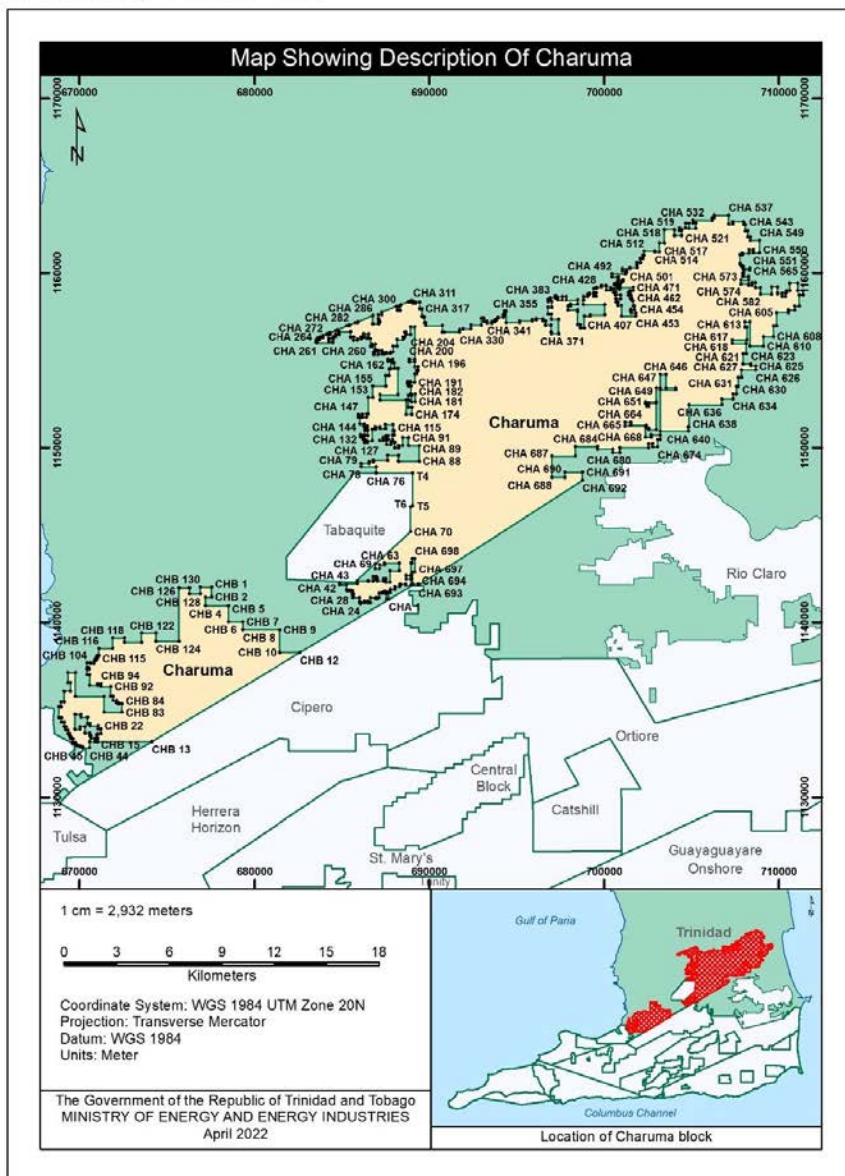 Map Showing Description Of Charuma
670000
680000
690000
700000
710000
1170000
1170000
N
CHA 532
CHA 537
CHA 519
CHA 543
CHA 518
CHA 521
CHA 549
CHA 512
CHA 517
CHA 550
CHA 514
CHA 551
CHA 492
CHA 501
CHA 573
CHA 565
1160000
1160000
CHA 428
CHA 471
CHA 574
CHA 311
CHA 300
CHA 383
CHA 462
CHA 582
CHA 286
CHA 317
CHA 355
CHA 454
CHA 605
CHA 282
CHA 272
CHA 264
CHA 341
CHA 407
CHA 453
CHA 613
CHA 608
CHA 261
CHA 260
CHA 204
CHA 330
CHA 371
CHA 617
CHA 610
CHA 200
CHA 618
CHA 162
CHA 196
CHA 621
CHA 623
CHA 646
CHA 627
CHA 625
CHA 155
CHA 647
CHA 626
CHA 153
CHA 191
CHA 649
CHA 631
CHA 182
CHA 630
CHA 147
CHA 181
CHA 651
CHA 636
CHA 634
CHA 174
CHA 664
CHA 144
CHA 115
Charuma
CHA 665
CHA 638
CHA 132
CHA 91
CHA 684
CHA 668
CHA 640
1150000
1150000
CHA 127
CHA 89
CHA 687
CHA 680
CHA 674
CHA 79
CHA 88
CHA 690
CHA 691
CHA 78
CHA 76
T4
CHA 688
CHA 692
T6
T5
Tabaquite
CHA 70
CHA 63
CHA 698
CHA 69
CHA 697
Rio Claro
CHA 43
CHA 694
CHB 130
CHB 1
CHA 42
CHA 693
CHB 126
CHB 2
CHA 28
CHA
CHB 128
CHB 5
CHA 24
CHB 4
1140000
1140000
CHB 118
CHB 122
CHB 6
CHB 7
CHB 116
CHB 8
CHB 9
CHB 104
CHB 115
CHB 124
CHB 10
CHB 12
Charuma
CHB 94
CHB 92
CHB 84
CHB 83
Cipero
CHB 22
Ortiore
CHB 15
CHB 13
CHB 44
Central
Block
Catshill
1130000
1130000
Herrera
Horizon
Tulsa
St. Mary's
Trinity
Guayaguayare
Onshore
670000
680000
690000
700000
710000
1 cm = 2,932 meters
0 3 6 9 12 15 18
Kilometers
Coordinate System: WGS 1984 UTM Zone 20N
Projection: Transverse Mercator
Datum: WGS 1984
Units: Meter
The Government of the Republic of Trinidad and Tobago
MINISTRY OF ENERGY AND ENERGY INDUSTRIES
April 2022
Gulf of Paria
Trinidad
Columbus Channel
Location of Charuma block